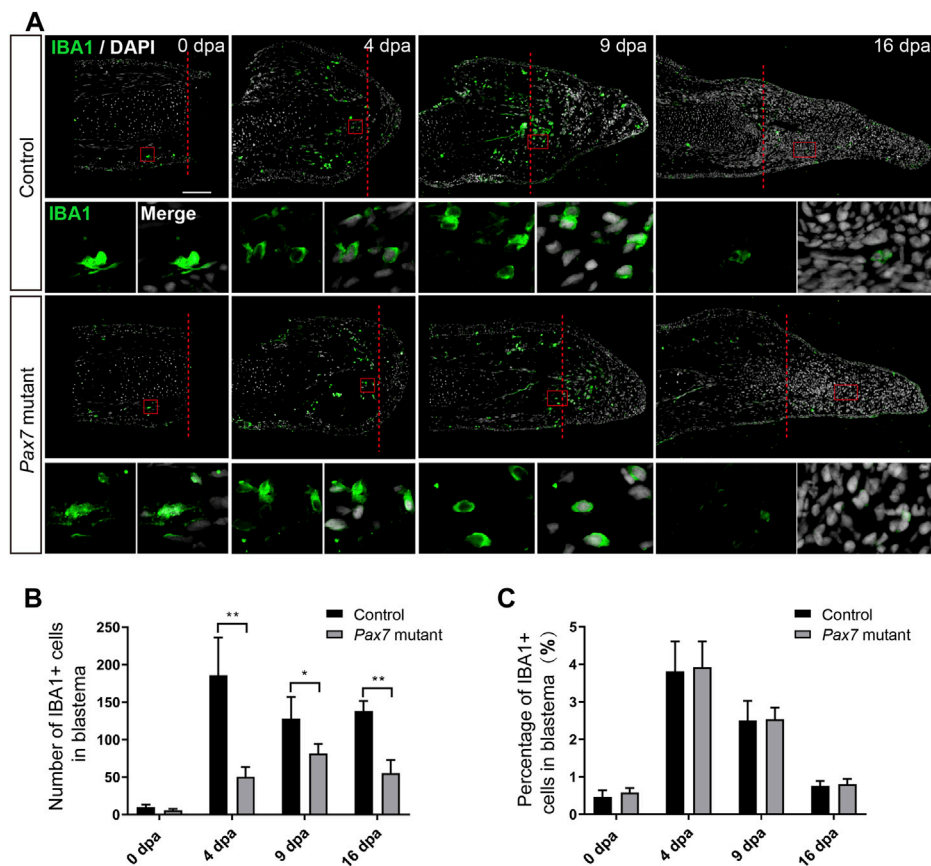 A
IBA1 / DAPI
0 dpa
4 dpa
9 dpa
16 dpa
Control
IBA1
Merge
Pax7 mutant
B
Control
Pax7 mutant
Number of IBA1+ cells
in blastema
250
200
150
100
50
0
**
*
**
0 dpa
4 dpa
9 dpa
16 dpa
C
Control
Pax7 mutant
Percentage of IBA1+
cells in blastema (%)
5
4
3
2
1
0
0 dpa
4 dpa
9 dpa
16 dpa